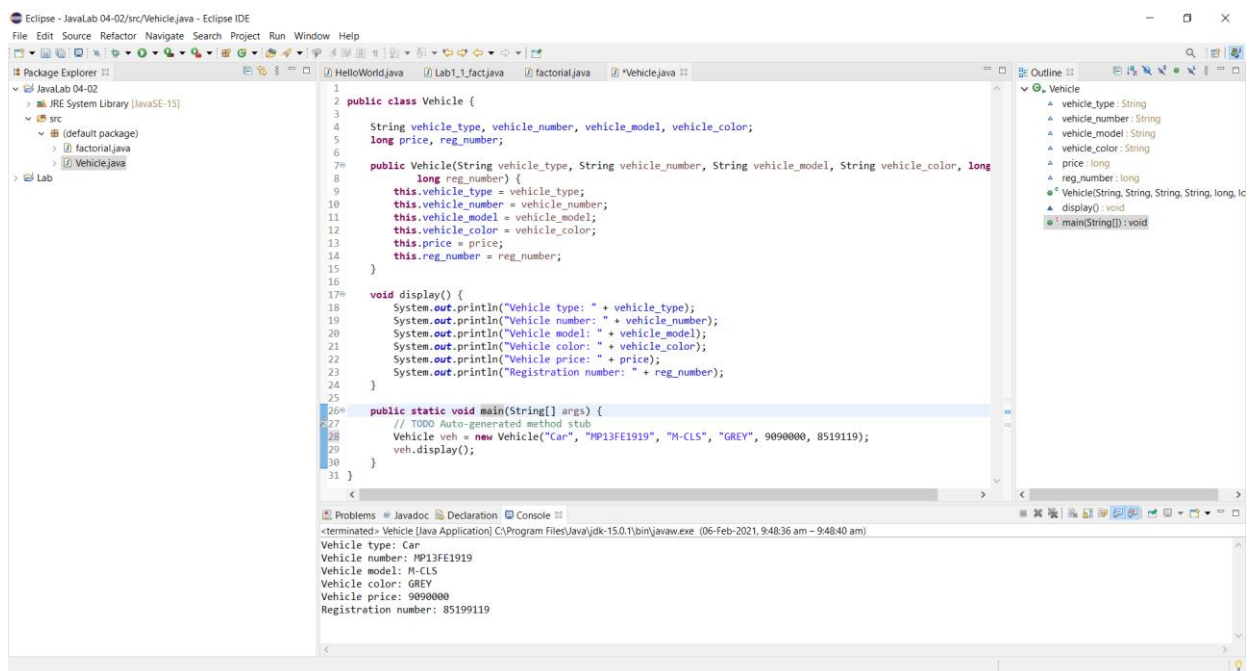 Eclipse - JavaLab 04-02/src/Vehicle.java - Eclipse IDE
File Edit Source Refactor Navigate Search Project Run Window Help
Package Explorer
JavaLab 04-02
JRE System Library [JavaSE-15]
src
(default package)
factorial.java
Vehicle.java
Lab
HelloWorld.java Lab1_1_fact.java factorial.java *Vehicle.java
1
2 public class Vehicle {
3
4 String vehicle_type, vehicle_number, vehicle_model, vehicle_color;
5 long price, reg_number;
6
7 public Vehicle(String vehicle_type, String vehicle_number, String vehicle_model, String vehicle_color, long
8 long reg_number) {
9 this.vehicle_type = vehicle_type;
10 this.vehicle_number = vehicle_number;
11 this.vehicle_model = vehicle_model;
12 this.vehicle_color = vehicle_color;
13 this.price = price;
14 this.reg_number = reg_number;
15 }
16
17 void display() {
18 System.out.println("Vehicle type: " + vehicle_type);
19 System.out.println("Vehicle number: " + vehicle_number);
20 System.out.println("Vehicle model: " + vehicle_model);
21 System.out.println("Vehicle color: " + vehicle_color);
22 System.out.println("Vehicle price: " + price);
23 System.out.println("Registration number: " + reg_number);
24 }
25
26 public static void main(String[] args) {
27 // TODO Auto-generated method stub
28 Vehicle veh = new Vehicle("Car", "MP13FE1919", "M-CLS", "GREY", 9090000, 8519119);
29 veh.display();
30 }
31 }
Outline
Vehicle
vehicle_type : String
vehicle_number : String
vehicle_model : String
vehicle_color : String
price : long
reg_number : long
Vehicle(String, String, String, String, long, lo
display() : void
main(String[]) : void
Problems Javadoc Declaration Console
<terminated> Vehicle [Java Application] C:\Program Files\Java\jdk-15.0.1\bin\javaw.exe (06-Feb-2021, 9:48:36 am – 9:48:40 am)
Vehicle type: Car
Vehicle number: MP13FE1919
Vehicle model: M-CLS
Vehicle color: GREY
Vehicle price: 9090000
Registration number: 85199119